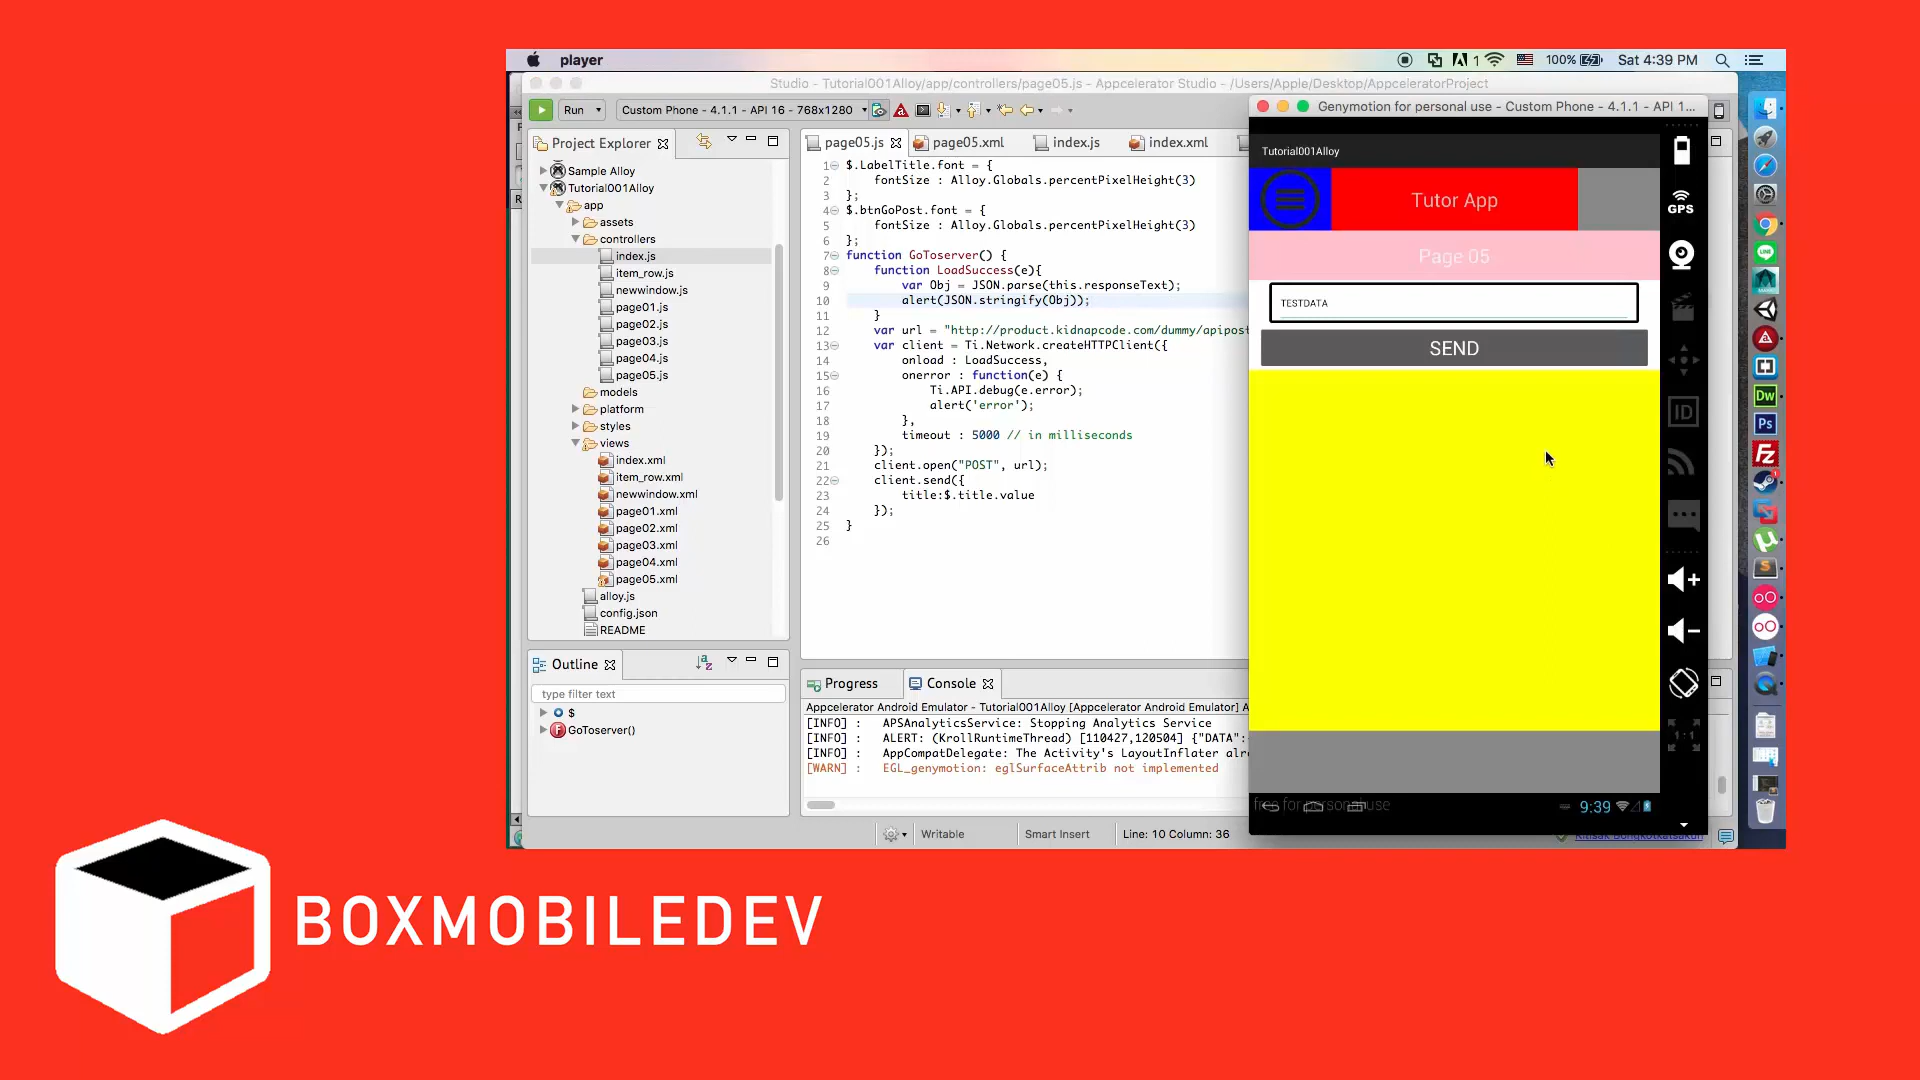 player
1
100%
Sat 4:39 PM
Studio - Tutorial001Alloy/app/controllers/page05.js - Appcelerator Studio - /Users/Apple/Desktop/AppceleratorProject
Run
Custom Phone - 4.1.1 - API 16 - 768x1280
Project Explorer
Sample Alloy
Tutorial001Alloy
app
assets
controllers
index.js
item_row.js
newwindow.js
page01.js
page02.js
page03.js
page04.js
page05.js
models
platform
styles
views
index.xml
item_row.xml
newwindow.xml
page01.xml
page02.xml
page03.xml
page04.xml
page05.xml
alloy.js
config.json
README
Outline
type filter text
$
GoToserver()
page05.js
page05.xml
index.js
index.xml
1 $.LabelTitle.font = {
2 fontSize : Alloy.Globals.percentPixelHeight(3)
3 };
4 $.btnGoPost.font = {
5 fontSize : Alloy.Globals.percentPixelHeight(3)
6 };
7 function GoToserver() {
8 function LoadSuccess(e){
9 var Obj = JSON.parse(this.responseText);
10 alert(JSON.stringify(Obj));
11 }
12 var url = "http://product.kidnapcode.com/dummy/apipost
13 var client = Ti.Network.createHTTPClient({
14 onload : LoadSuccess,
15 onerror : function(e) {
16 Ti.API.debug(e.error);
17 alert('error');
18 },
19 timeout : 5000 // in milliseconds
20 });
21 client.open("POST", url);
22 client.send({
23 title:$.title.value
24 });
25 }
26
Progress
Console
Appcelerator Android Emulator - Tutorial001Alloy [Appcelerator Android Emulator] A
[INFO] : APSAnalyticsService: Stopping Analytics Service
[INFO] : ALERT: (KrollRuntimeThread) [110427,120504] {"DATA":
[INFO] : AppCompatDelegate: The Activity's LayoutInflater alr
[WARN] : EGL_genymotion: eglSurfaceAttrib not implemented
Writable
Smart Insert
Line: 10 Column: 36
Genymotion for personal use - Custom Phone - 4.1.1 - API 1...
Tutorial001Alloy
Tutor App
Page 05
TESTDATA
SEND
free for personal use
9:39
GPS
ID
1:1
LINE
Dw
Ps
Fz
BOXMOBILEDEV